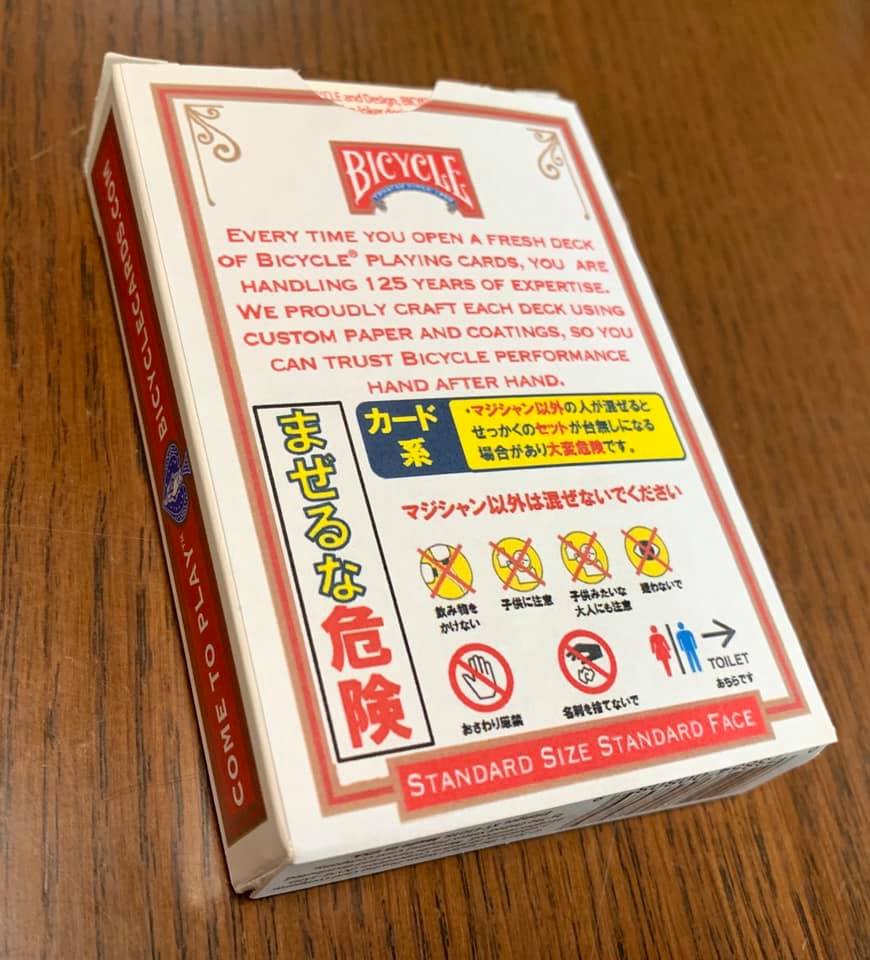 CLE and Design, BICYC
BICYCLE
EVERY TIME YOU OPEN A FRESH DECK
OF BICYCLE® PLAYING CARDS, YOU ARE
HANDLING 125 YEARS OF EXPERTISE.
WE PROUDLY CRAFT EACH DECK USING
CUSTOM PAPER AND COATINGS, SO YOU
CAN TRUST BICYCLE PERFORMANCE
HAND AFTER HAND.
まぜるな危険
カード
系
・マジシャン以外の人が混ぜると
せっかくのセットが台無しになる
場合があり大変危険です。
マジシャン以外は混ぜないでください
飲み物を
かけない
子供に注意
子供みたいな
大人にも注意
疑わないで
おさわり厳禁
名刺を捨てないで
TOILET
あちらです
STANDARD SIZE STANDARD FACE
COME TO PLAY™
BICYCLECARDS.COM